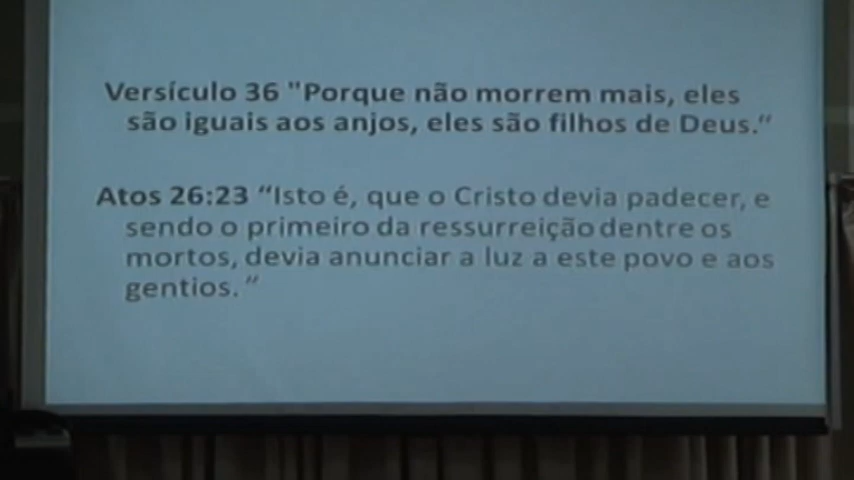 Versículo 36 "Porque não morrem mais, eles
são iguais aos anjos, eles são filhos de Deus.“
Atos 26:23 “Isto é, que o Cristo devia padecer, e
sendo o primeiro da ressurreição dentre os
mortos, devia anunciar a luz a este povo e aos
gentios.”